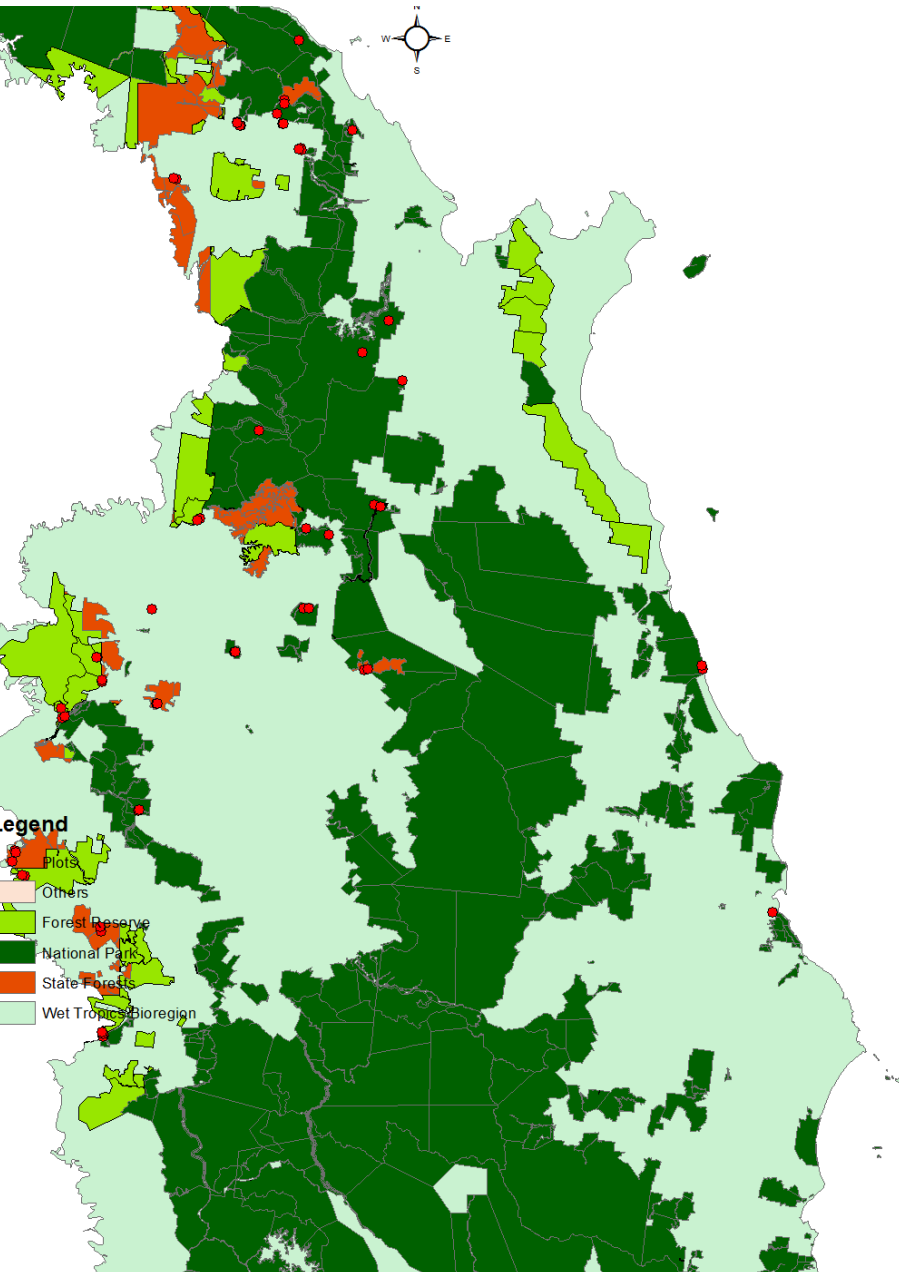 N
W E
S
Legend
Plots
Others
Forest Reserve
National Park
State Forests
Wet Tropics Bioregion